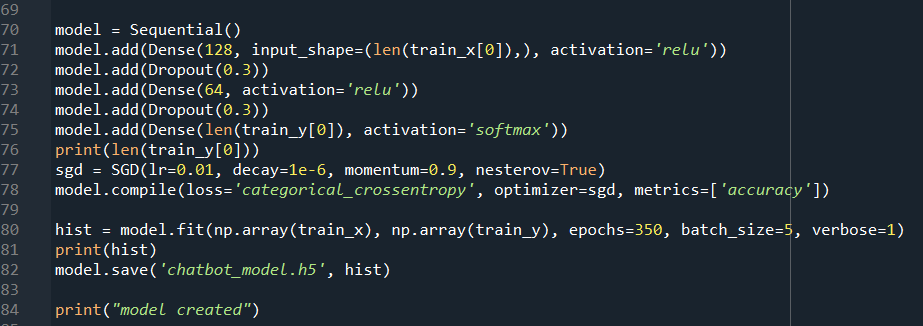 69
70 model = Sequential()
71 model.add(Dense(128, input_shape=(len(train_x[0]),), activation='relu'))
72 model.add(Dropout(0.3))
73 model.add(Dense(64, activation='relu'))
74 model.add(Dropout(0.3))
75 model.add(Dense(len(train_y[0]), activation='softmax'))
76 print(len(train_y[0]))
77 sgd = SGD(lr=0.01, decay=1e-6, momentum=0.9, nesterov=True)
78 model.compile(loss='categorical_crossentropy', optimizer=sgd, metrics=['accuracy'])
79
80 hist = model.fit(np.array(train_x), np.array(train_y), epochs=350, batch_size=5, verbose=1)
81 print(hist)
82 model.save('chatbot_model.h5', hist)
83
84 print("model created")